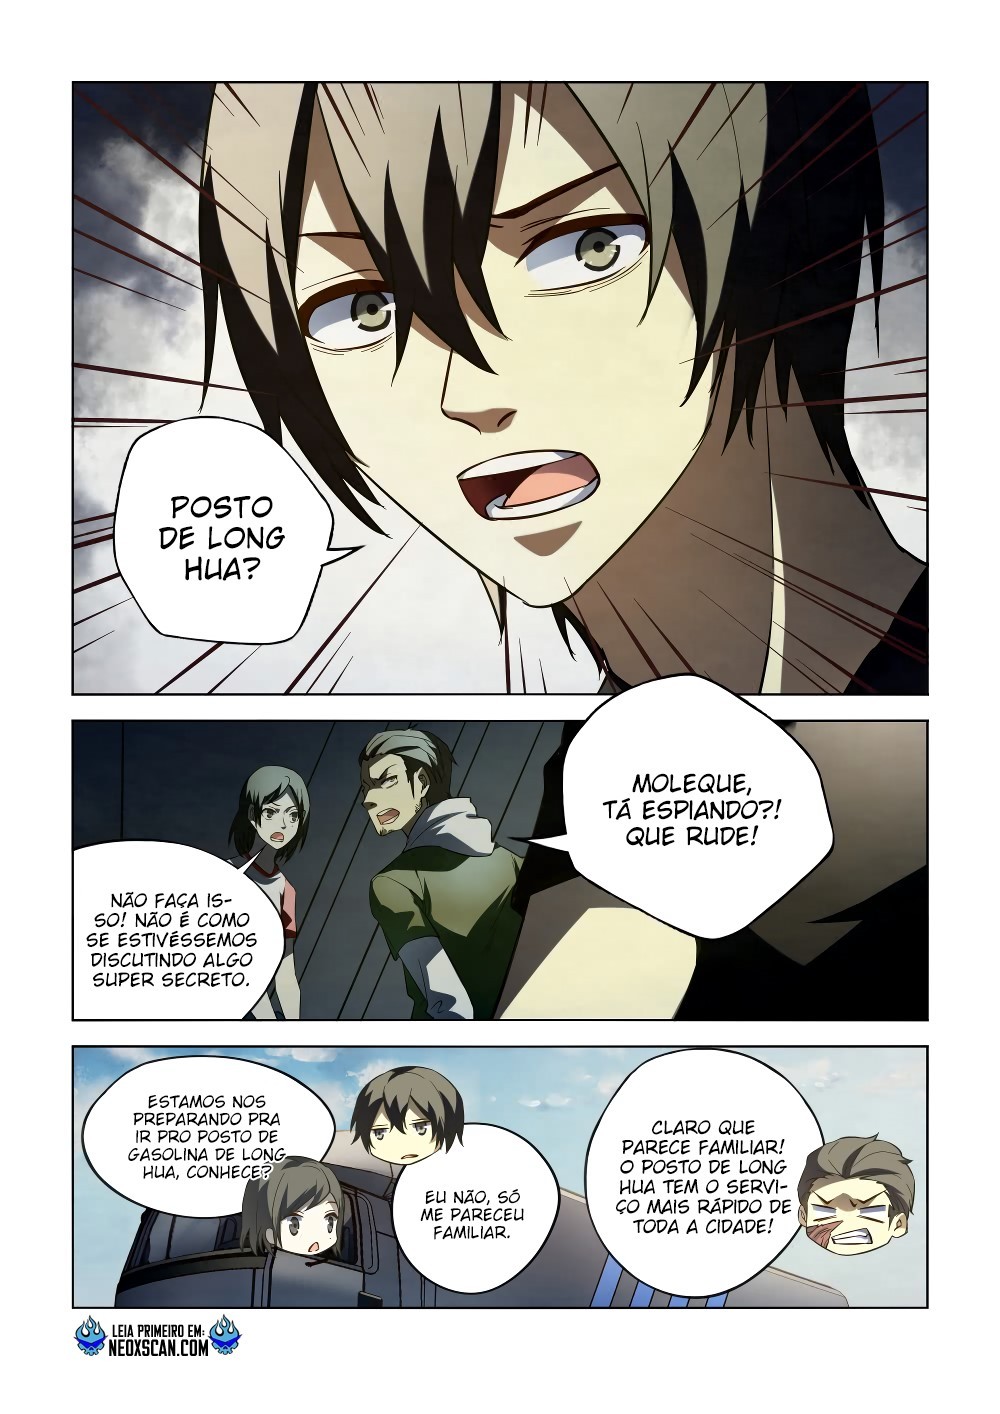 POSTO
DE LONG
HUA?
MOLEQUE,
TÁ ESPIANDO?!
QUE RUDE!
NÃO FAÇA IS-
SO! NÃO É COMO
SE ESTIVÉSSEMOS
DISCUTINDO ALGO
SUPER SECRETO.
ESTAMOS NOS
PREPARANDO PRA
IR PRO POSTO DE
GASOLINA DE LONG
HUA, CONHECE?
EU NÃO, SÓ
ME PARECEU
FAMILIAR.
CLARO QUE
PARECE FAMILIAR!
O POSTO DE LONG
HUA TEM O SERVI-
ÇO MAIS RÁPIDO DE
TODA A CIDADE!
LEIA PRIMEIRO EM:
NEOXSCAN.COM